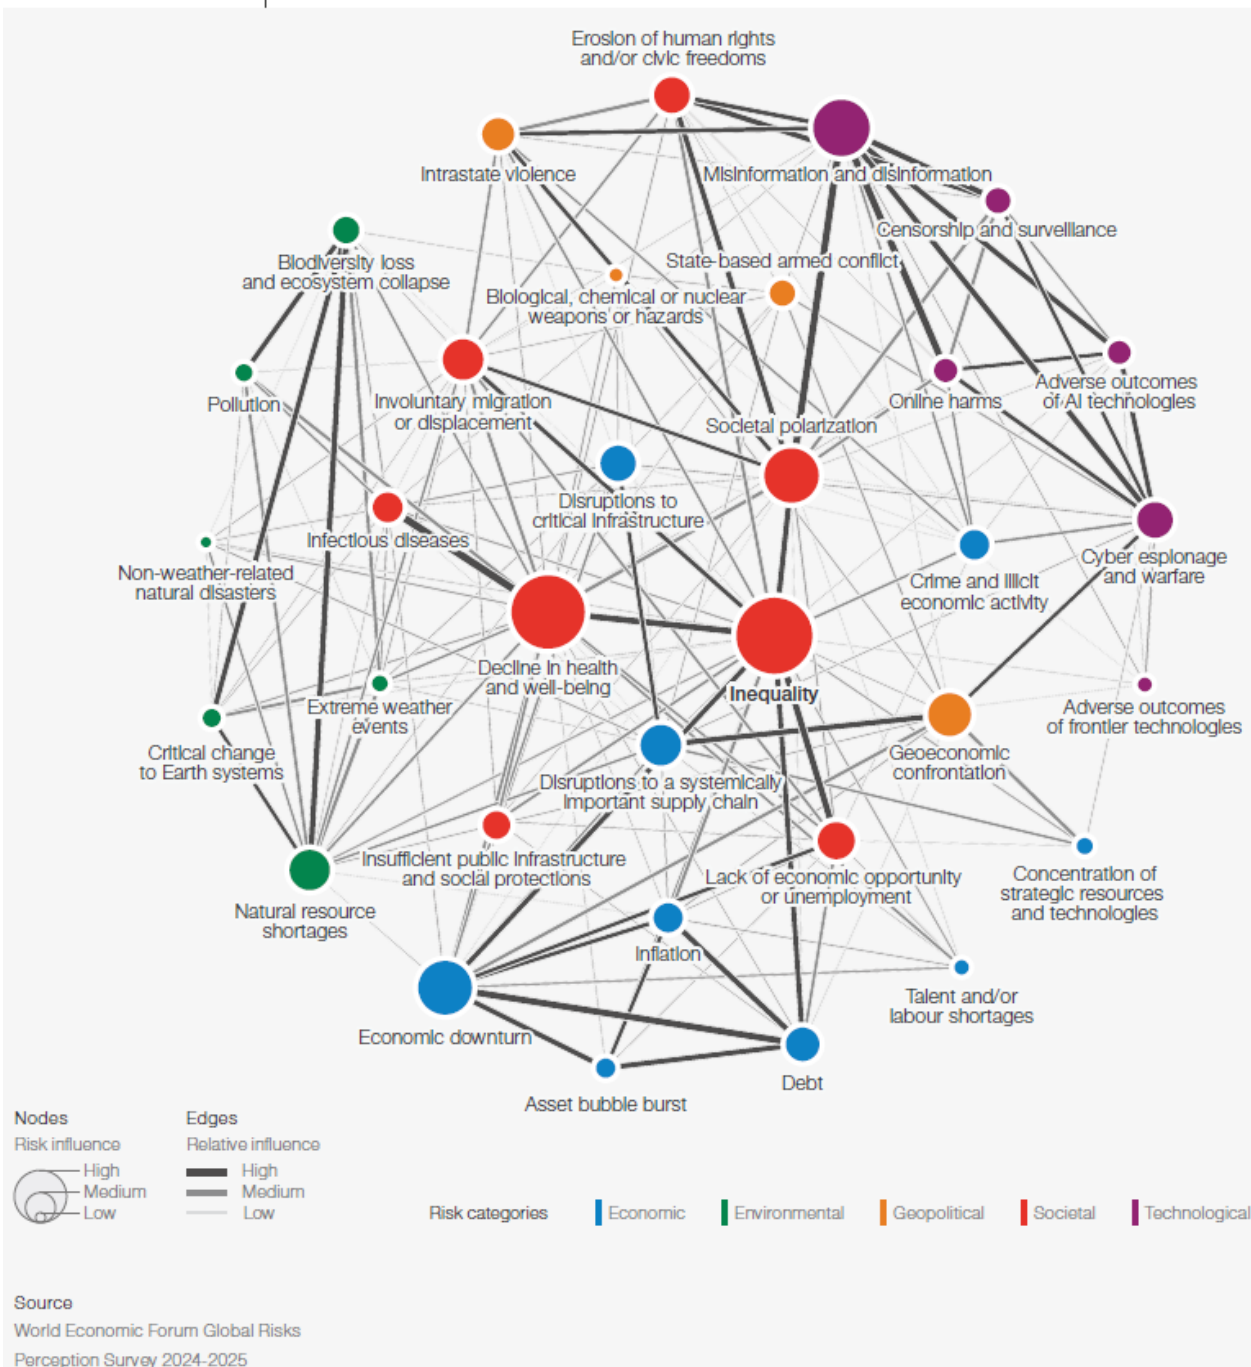 Erosion of human rights
and/or civic freedoms
Intrastate violence
Misinformation and disinformation
Censorship and surveillance
Biodiversity loss
and ecosystem collapse
State-based armed conflict
Biological, chemical or nuclear
weapons or hazards
Pollution
Involuntary migration
or displacement
Online harms
Adverse outcomes
of AI technologies
Societal polarization
Disruptions to
critical infrastructure
Infectious diseases
Non-weather-related
natural disasters
Crime and illicit
economic activity
Cyber espionage
and warfare
Decline in health
and well-being
Inequality
Extreme weather
events
Adverse outcomes
of frontier technologies
Critical change
to Earth systems
Geoeconomic
confrontation
Disruptions to a systemically
important supply chain
Insufficient public infrastructure
and social protections
Lack of economic opportunity
or unemployment
Concentration of
strategic resources
and technologies
Natural resource
shortages
Inflation
Talent and/or
labour shortages
Economic downturn
Debt
Asset bubble burst
Nodes
Risk influence
High
Medium
Low
Edges
Relative influence
High
Medium
Low
Risk categories
Economic
Environmental
Geopolitical
Societal
Technological
Source
World Economic Forum Global Risks
Perception Survey 2024-2025